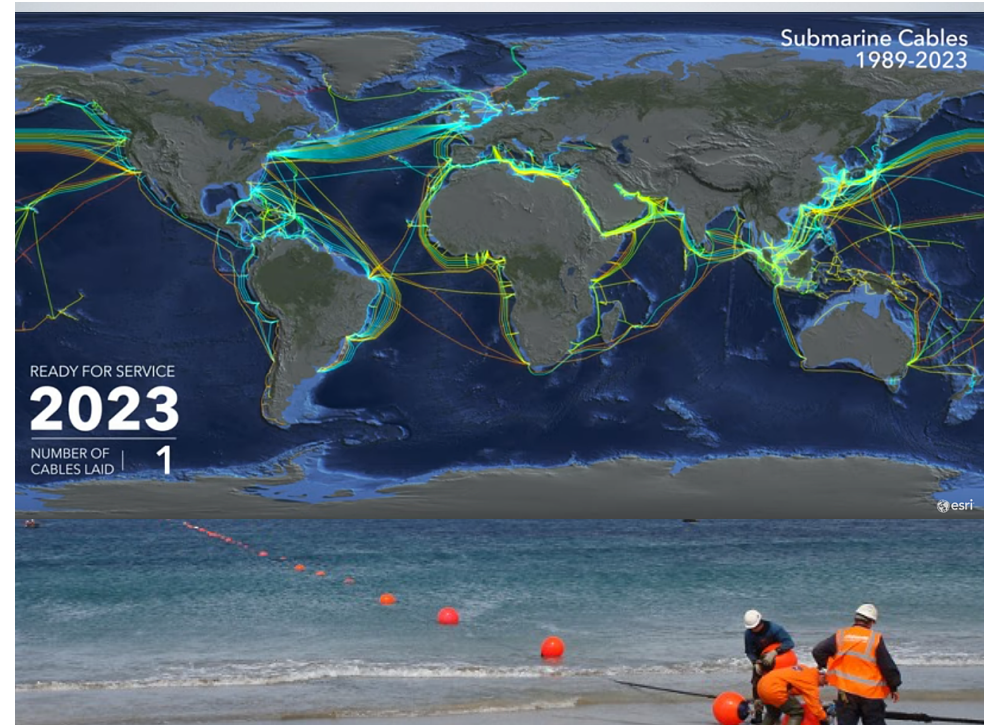 Submarine Cables
1989-2023
READY FOR SERVICE
2023
NUMBER OF
CABLES LAID | 1
esri